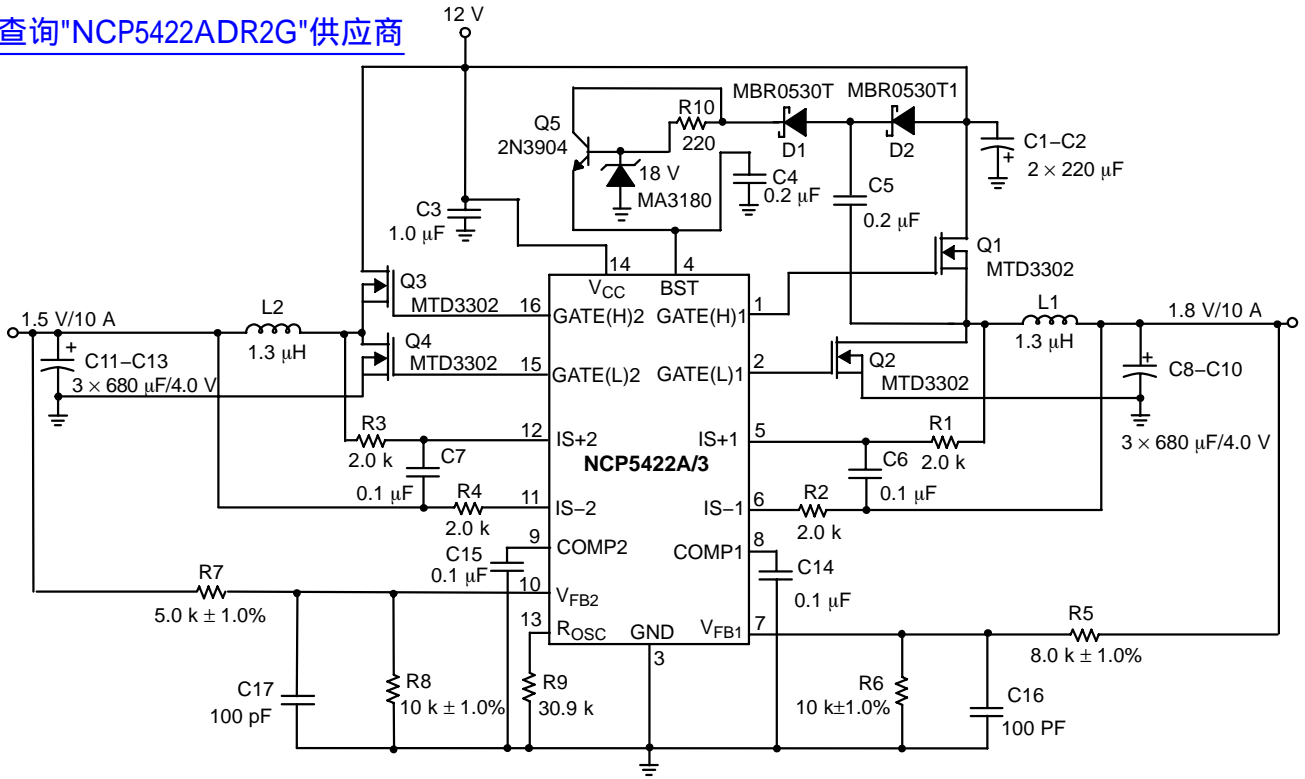 查询"NCP5422ADR2G"供应商
12 V
MBR0530T
MBR0530T1
R10
220
Q5
2N3904
D1
D2
C1–C2
+
2 × 220 μF
18 V
MA3180
C4
0.2 μF
C5
0.2 μF
C3
1.0 μF
Q1
MTD3302
14
4
VCC
BST
Q3
MTD3302
16
GATE(H)2
GATE(H)1
1
L2
1.3 μH
1.5 V/10 A
L1
1.3 μH
1.8 V/10 A
+
C11–C13
3 × 680 μF/4.0 V
Q4
MTD3302
15
GATE(L)2
GATE(L)1
2
Q2
MTD3302
+
C8–C10
3 × 680 μF/4.0 V
R3
2.0 k
12
IS+2
IS+1
5
R1
2.0 k
NCP5422A/3
C7
0.1 μF
C6
0.1 μF
R4
2.0 k
11
IS–2
IS–1
6
R2
2.0 k
9
COMP2
COMP1
8
C15
0.1 μF
C14
0.1 μF
R7
5.0 k ± 1.0%
10
VFB2
13
ROSC
GND
3
VFB1
7
R5
8.0 k ± 1.0%
C17
100 pF
R8
10 k ± 1.0%
R9
30.9 k
R6
10 k±1.0%
C16
100 PF